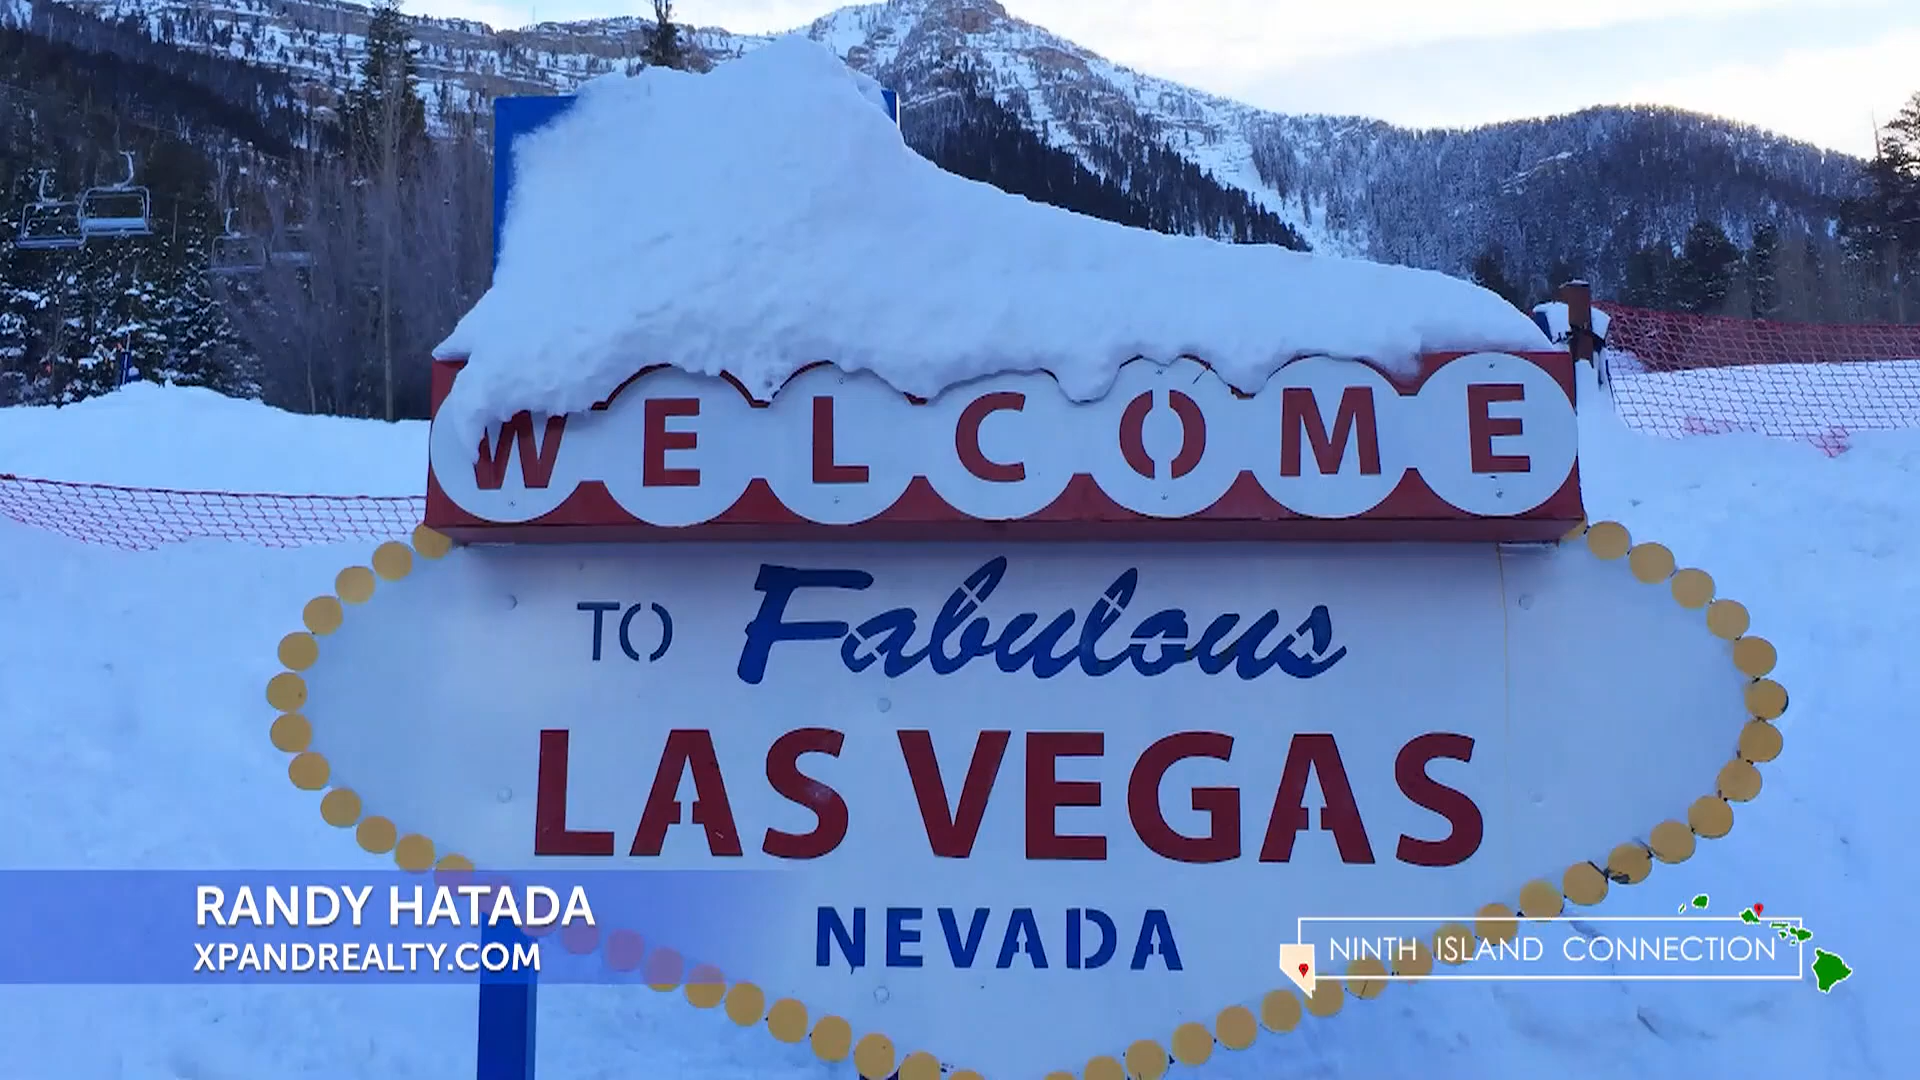 WELCOME
TO Fabulous
LAS VEGAS
NEVADA
RANDY HATADA
XPANDREALTY.COM
NINTH ISLAND CONNECTION